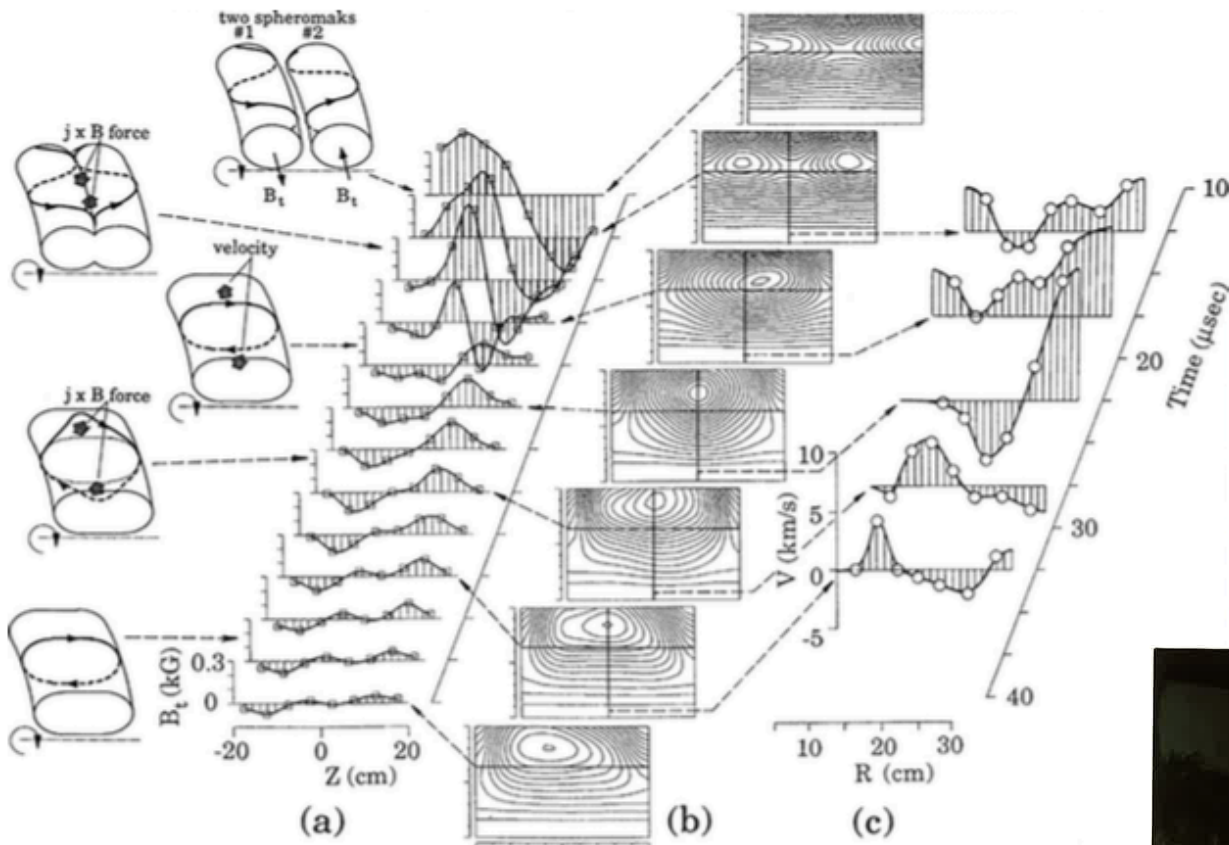 two spheromaks
#1 #2
j x B force
B_t B_t
velocity
j x B force
10
20
Time (μsec)
30
40
10
5
0
-5
V (km/s)
0.3
0
B_t (kG)
-20 0 20
Z (cm)
10 20 30
R (cm)
(a) (b) (c)